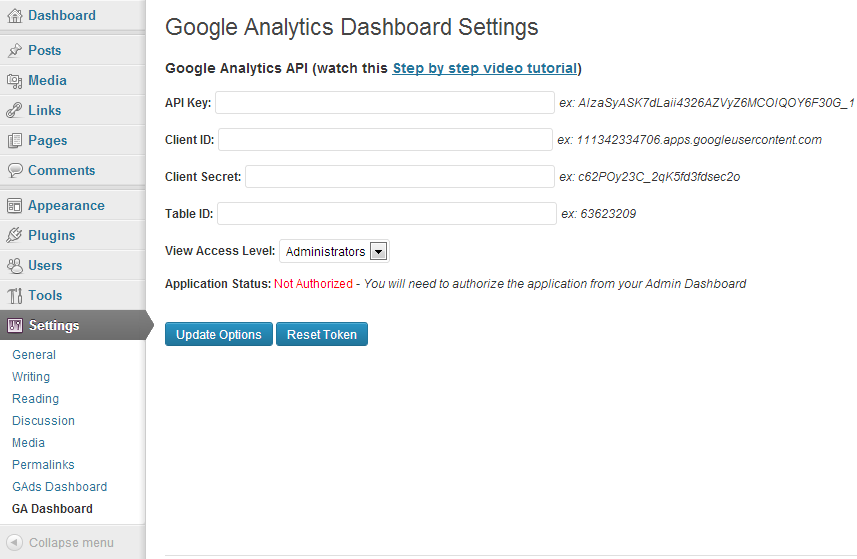 Dashboard
Posts
Media
Links
Pages
Comments
Appearance
Plugins
Users
Tools
Settings
General
Writing
Reading
Discussion
Media
Permalinks
GAds Dashboard
GA Dashboard
Collapse menu
Google Analytics Dashboard Settings
Google Analytics API (watch this Step by step video tutorial)
API Key: ex: AIzaSyASK7dLaii4326AZVyZ6MCOIQOY6F30G_1
Client ID: ex: 111342334706.apps.googleusercontent.com
Client Secret: ex: c62POy23C_2qK5fd3fdsec2o
Table ID: ex: 63623209
View Access Level: Administrators
Application Status: Not Authorized - You will need to authorize the application from your Admin Dashboard
Update Options Reset Token